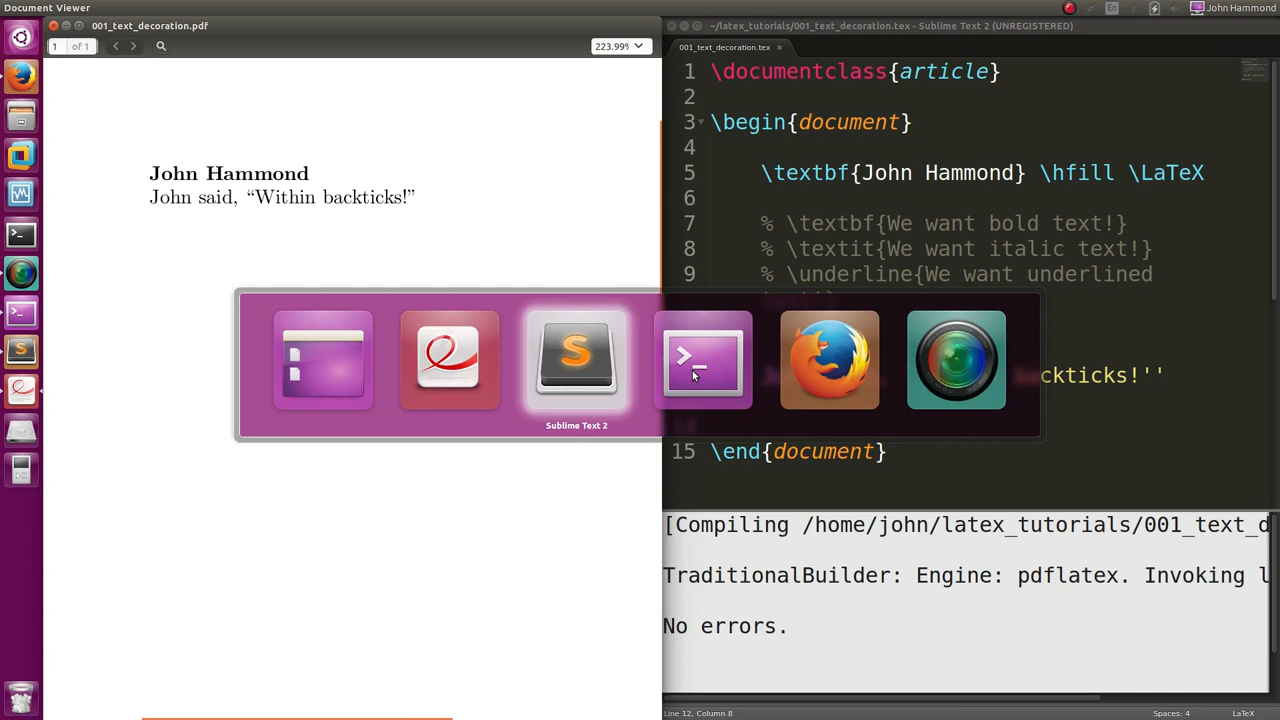 Document Viewer
En
John Hammond
001_text_decoration.pdf
~/latex_tutorials/001_text_decoration.tex - Sublime Text 2 (UNREGISTERED)
1 of 1
223.99%
001_text_decoration.tex
John Hammond
John said, “Within backticks!”
1 \documentclass{article}
2
3 \begin{document}
4
5 \textbf{John Hammond} \hfill \LaTeX
6
7 % \textbf{We want bold text!}
8 % \textit{We want italic text!}
9 % \underline{We want underlined
backticks!''
Sublime Text 2
14
15 \end{document}
[Compiling /home/john/latex_tutorials/001_text_d
TraditionalBuilder: Engine: pdflatex. Invoking l
No errors.
Line 12, Column 8
Spaces: 4
LaTeX